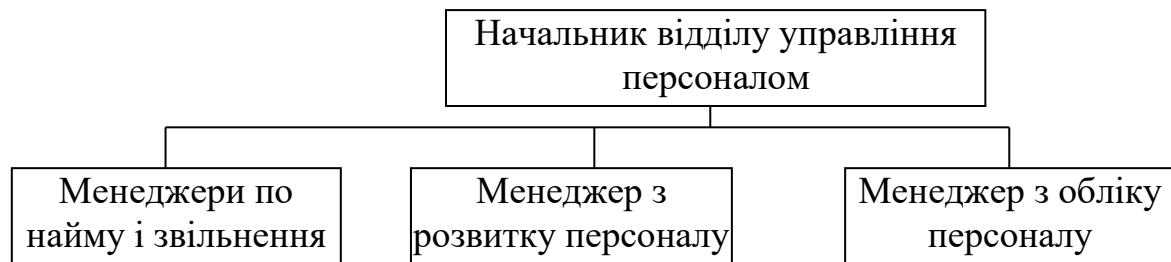 Начальник відділу управління
персоналом
Менеджери по
найму і звільнення
Менеджер з
розвитку персоналу
Менеджер з обліку
персоналу